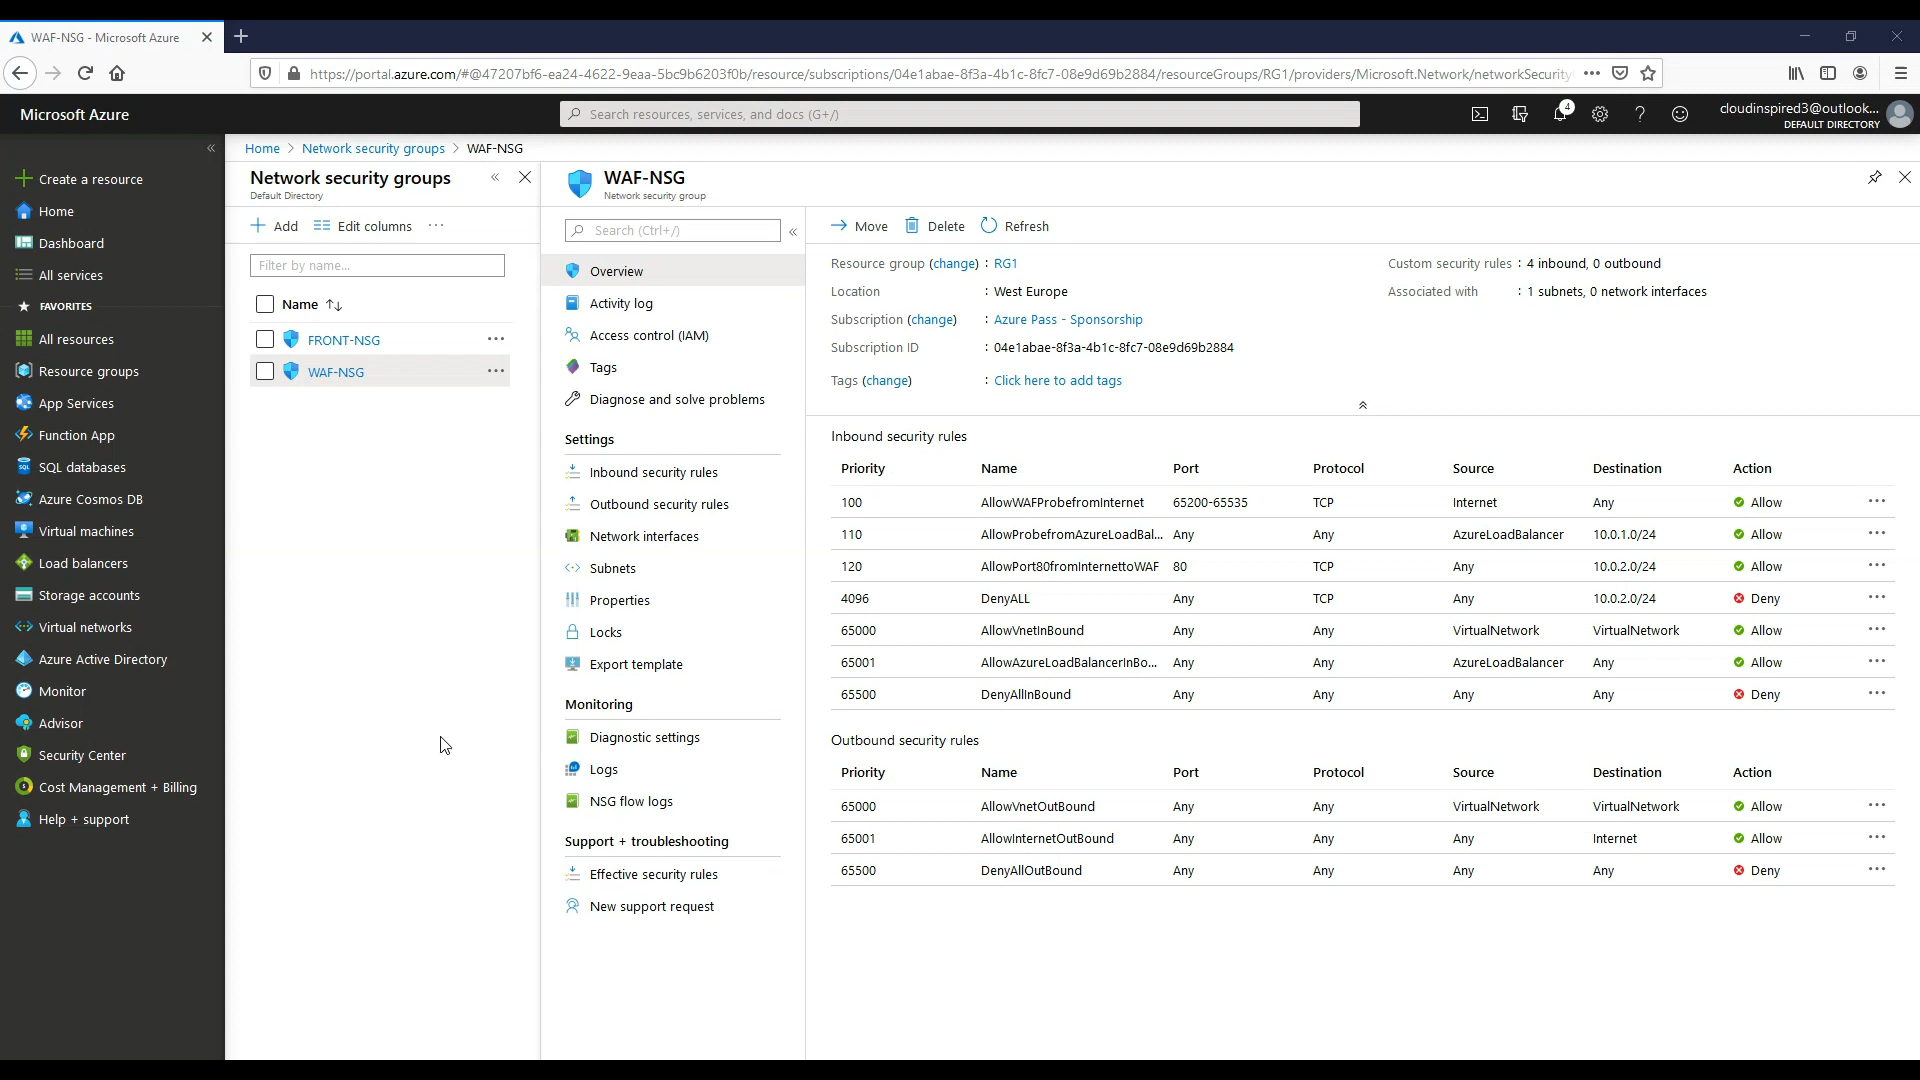 WAF-NSG - Microsoft Azure
https://portal.azure.com/#@47207bf6-ea24-4622-9eaa-5bc9b6203f0b/resource/subscriptions/04e1abae-8f3a-4b1c-8fc7-08e9d69b2884/resourceGroups/RG1/providers/Microsoft.Network/networkSecurity
Microsoft Azure
Search resources, services, and docs (G+/)
4
cloudinspired3@outlook...
DEFAULT DIRECTORY
Create a resource
Home
Dashboard
All services
FAVORITES
All resources
Resource groups
App Services
Function App
SQL databases
Azure Cosmos DB
Virtual machines
Load balancers
Storage accounts
Virtual networks
Azure Active Directory
Monitor
Advisor
Security Center
Cost Management + Billing
Help + support
Home > Network security groups > WAF-NSG
Network security groups
Default Directory
Add Edit columns ...
Filter by name...
Name
FRONT-NSG ...
WAF-NSG ...
WAF-NSG
Network security group
Search (Ctrl+/)
Overview
Activity log
Access control (IAM)
Tags
Diagnose and solve problems
Settings
Inbound security rules
Outbound security rules
Network interfaces
Subnets
Properties
Locks
Export template
Monitoring
Diagnostic settings
Logs
NSG flow logs
Support + troubleshooting
Effective security rules
New support request
Move Delete Refresh
Resource group (change) : RG1
Location : West Europe
Subscription (change) : Azure Pass - Sponsorship
Subscription ID : 04e1abae-8f3a-4b1c-8fc7-08e9d69b2884
Tags (change) : Click here to add tags
Custom security rules : 4 inbound, 0 outbound
Associated with : 1 subnets, 0 network interfaces
Inbound security rules
Priority Name Port Protocol Source Destination Action
100 AllowWAFProbefromInternet 65200-65535 TCP Internet Any Allow ...
110 AllowProbefromAzureLoadBal... Any Any AzureLoadBalancer 10.0.1.0/24 Allow ...
120 AllowPort80fromInternettoWAF 80 TCP Any 10.0.2.0/24 Allow ...
4096 DenyALL Any TCP Any 10.0.2.0/24 Deny ...
65000 AllowVnetInBound Any Any VirtualNetwork VirtualNetwork Allow ...
65001 AllowAzureLoadBalancerInBo... Any Any AzureLoadBalancer Any Allow ...
65500 DenyAllInBound Any Any Any Any Deny ...
Outbound security rules
Priority Name Port Protocol Source Destination Action
65000 AllowVnetOutBound Any Any VirtualNetwork VirtualNetwork Allow ...
65001 AllowInternetOutBound Any Any Any Internet Allow ...
65500 DenyAllOutBound Any Any Any Any Deny ...